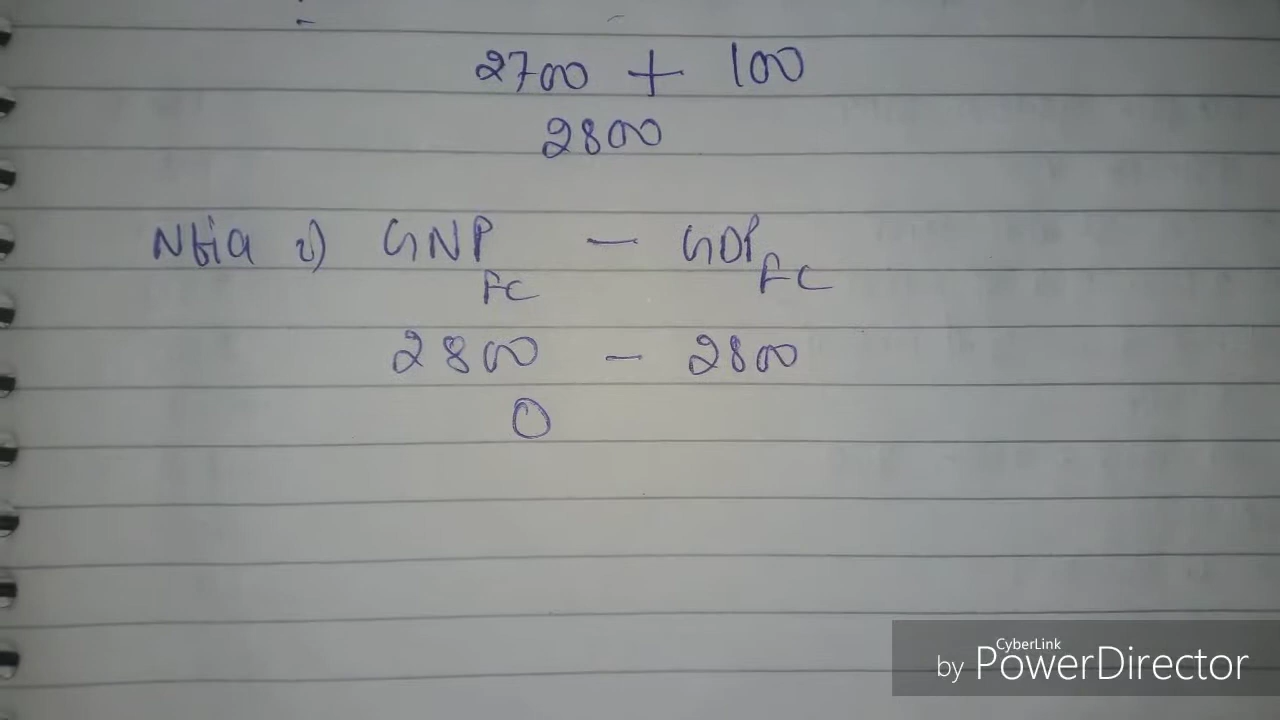 2700 + 100
2800
Nfia i) GNP FC - GDP FC
2800 - 2800
0
CyberLink
by PowerDirector